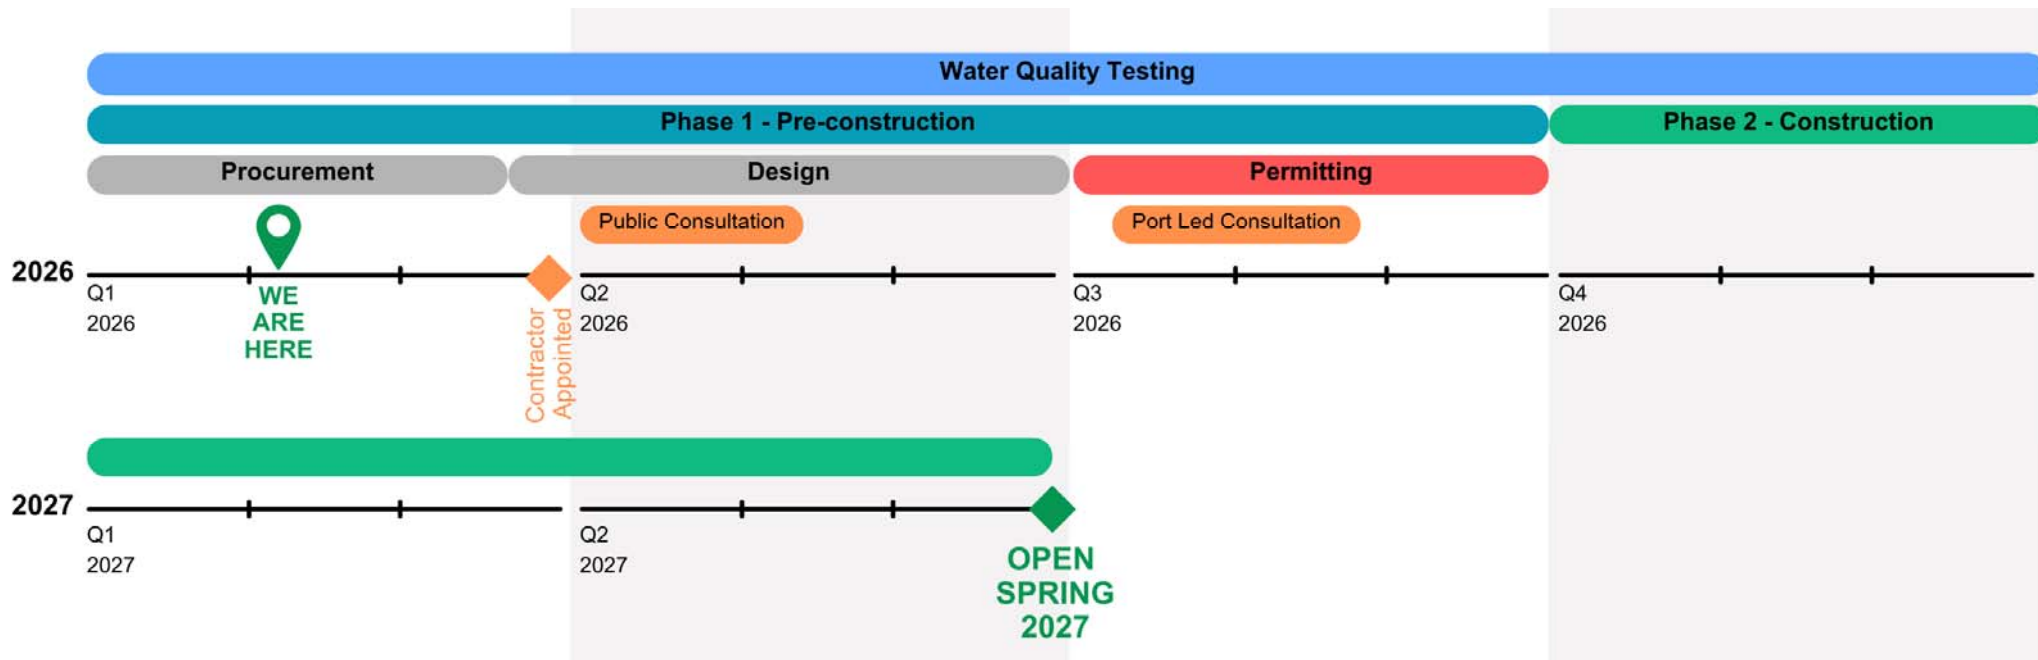 Water Quality Testing
Phase 1 - Pre-construction
Phase 2 - Construction
Procurement
Design
Permitting
Public Consultation
Port Led Consultation
2026
Q1
2026
WE
ARE
HERE
Contractor
Appointed
Q2
2026
Q3
2026
Q4
2026
2027
Q1
2027
Q2
2027
OPEN
SPRING
2027